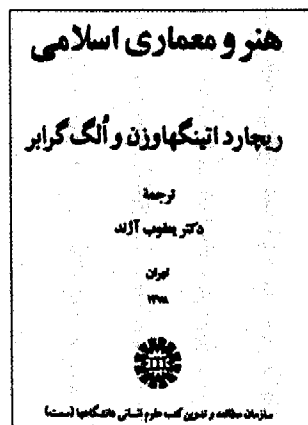 هنر و معماری اسلامی
ریچارد اتینگهاوزن و اُلگ گرابر
ترجمهٔ
دکتر یعقوب آژند
تهران
۱۳۷۸
سازمان مطالعه و تدوین کتب علوم انسانی دانشگاهها (سمت)